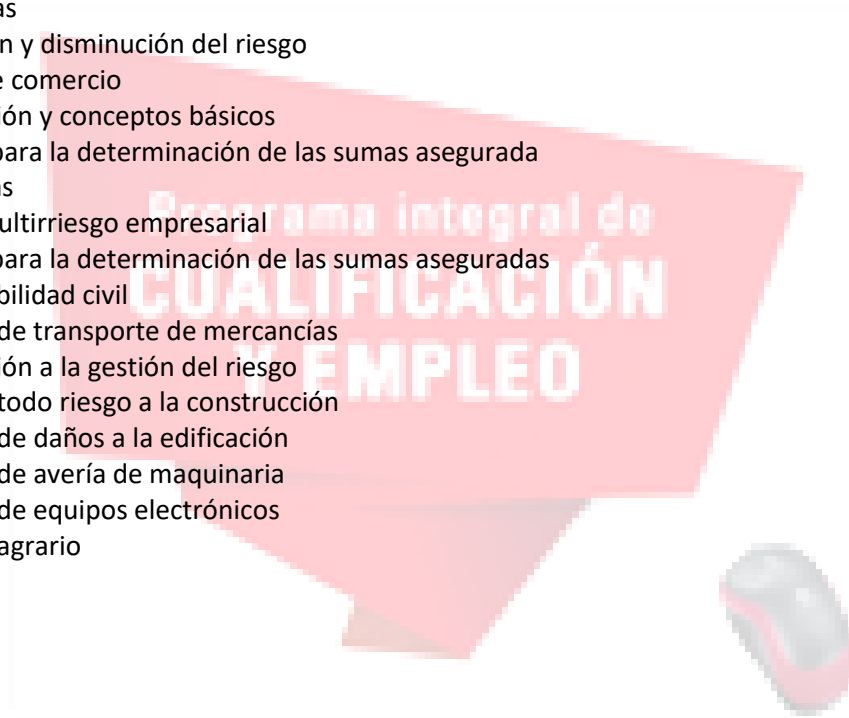 as
n y disminución del riesgo
e comercio
ión y conceptos básicos
para la determinación de las sumas asegurada
as
ultirriesgo empresarial
para la determinación de las sumas aseguradas
bilidad civil
de transporte de mercancías
ión a la gestión del riesgo
todo riesgo a la construcción
de daños a la edificación
de avería de maquinaria
de equipos electrónicos
agrario
Programa integral de
CUALIFICACIÓN
Y EMPLEO